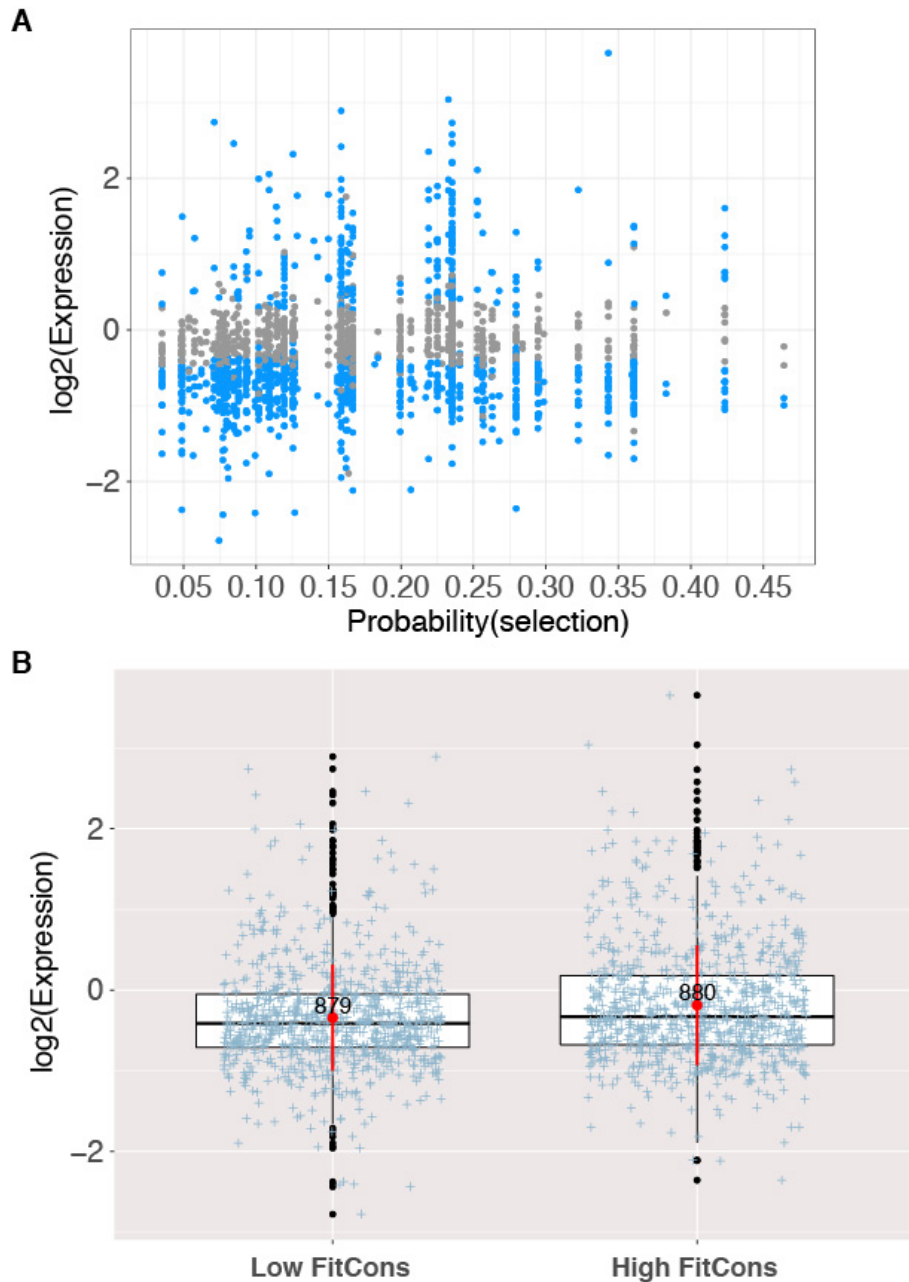 A
log2(Expression)
2
0
−2
0.05 0.10 0.15 0.20 0.25 0.30 0.35 0.40 0.45
Probability(selection)
B
log2(Expression)
2
0
−2
879
880
Low FitCons High FitCons